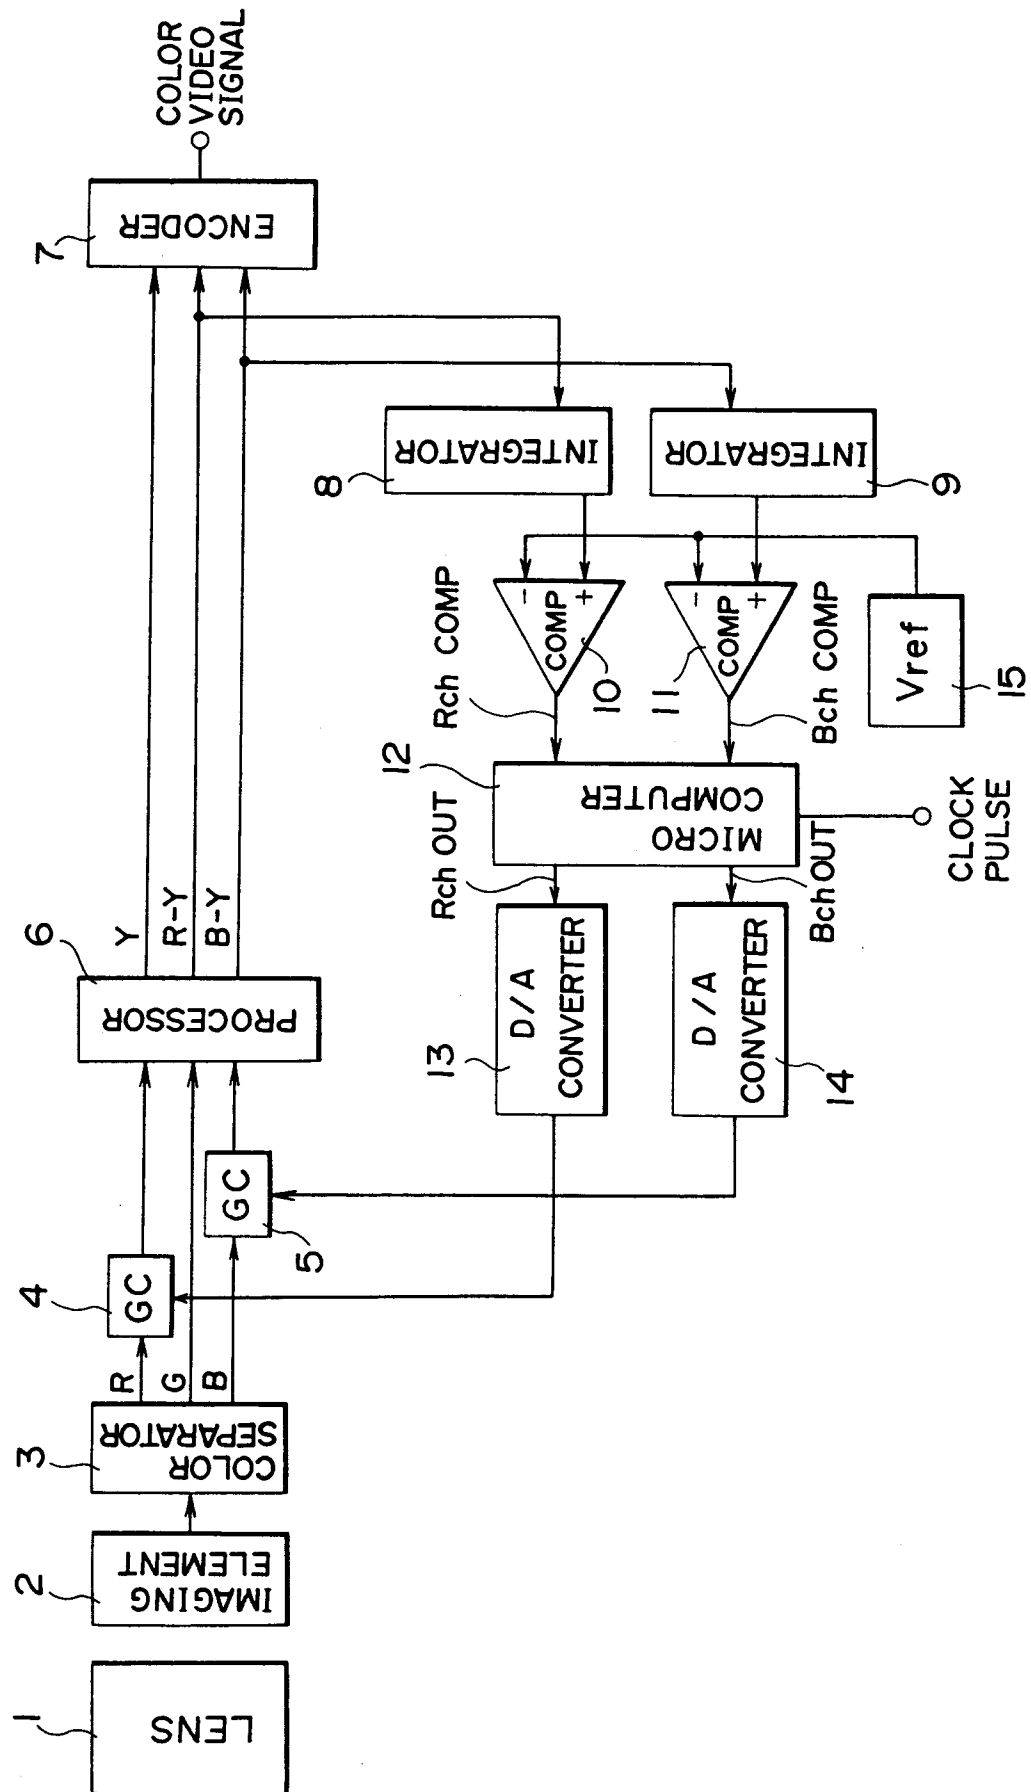 1
LENS
2
IMAGING
ELEMENT
3
COLOR
SEPARATOR
R
G
B
4
GC
5
GC
6
PROCESSOR
Y
R-Y
B-Y
7
ENCODER
COLOR
VIDEO
SIGNAL
8
INTEGRATOR
9
INTEGRATOR
Rch COMP
-
+
COMP
10
11
-
+
COMP
Bch COMP
Vref
15
12
MICRO
COMPUTER
Rch OUT
Bch OUT
CLOCK
PULSE
13
D/A
CONVERTER
14
D/A
CONVERTER